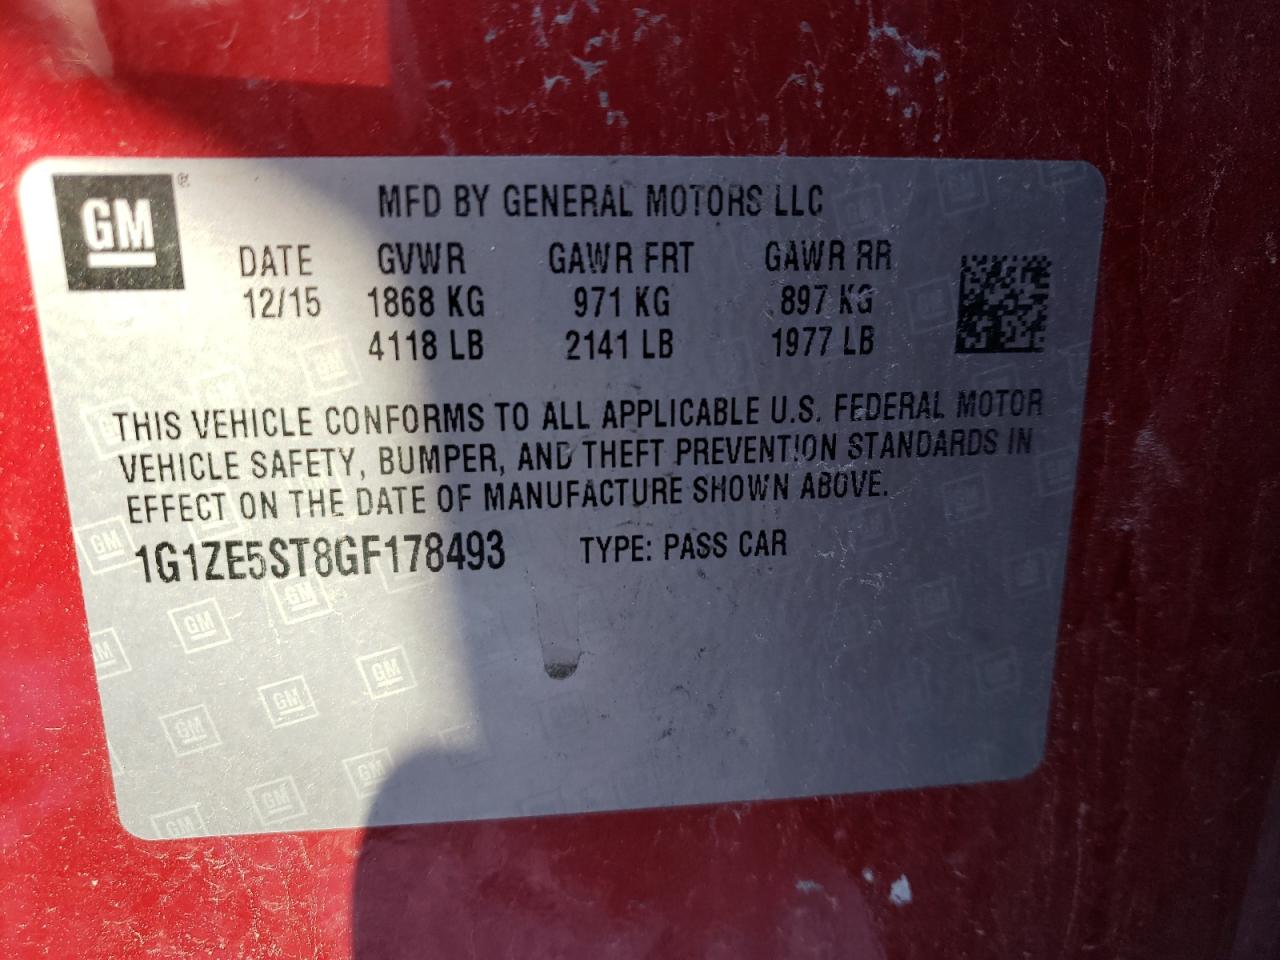 GM®
MFD BY GENERAL MOTORS LLC
DATE GVWR GAWR FRT GAWR RR
12/15 1868 KG 971 KG 897 KG
4118 LB 2141 LB 1977 LB
THIS VEHICLE CONFORMS TO ALL APPLICABLE U.S. FEDERAL MOTOR
VEHICLE SAFETY, BUMPER, AND THEFT PREVENTION STANDARDS IN
EFFECT ON THE DATE OF MANUFACTURE SHOWN ABOVE.
1G1ZE5ST8GF178493 TYPE: PASS CAR